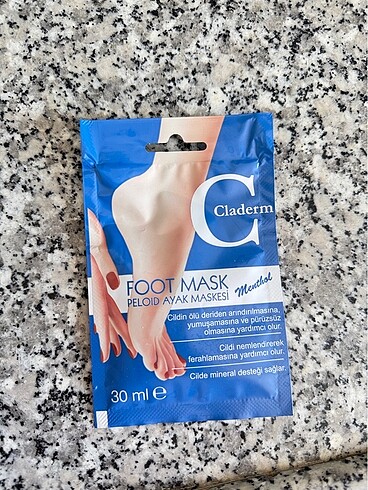 C
Claderm
FOOT MASK
PELOID AYAK MASKESİ
Menthol
Cildin ölü deriden arındırılmasına,
yumuşamasına ve pürüzsüz
olmasına yardımcı olur.
Cildi nemlendirerek
ferahlamasına yardımcı olur.
Cilde mineral desteği sağlar.
30 ml ℮